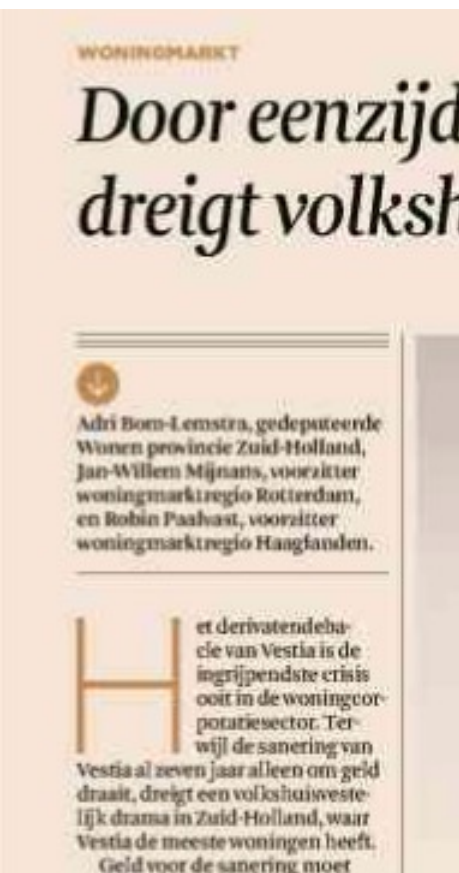 WONINGMARKT
Door eenzijd
dreigt volksh
Adri Bom-Lemstra, gedeputeerde
Wonen provincie Zuid-Holland,
Jan-Willem Mijnans, voorzitter
woningmarktregio Rotterdam,
en Robin Paalvast, voorzitter
woningmarktregio Haaglanden.
Het derivatendeba-
cle van Vestia is de
ingrijpendste crisis
ooit in de woningcor-
poratiesector. Ter-
wijl de sanering van
Vestia al zeven jaar alleen om geld
draait, dreigt een volkshuisveste-
lijk drama in Zuid-Holland, waar
Vestia de meeste woningen heeft.
Geld voor de sanering moet